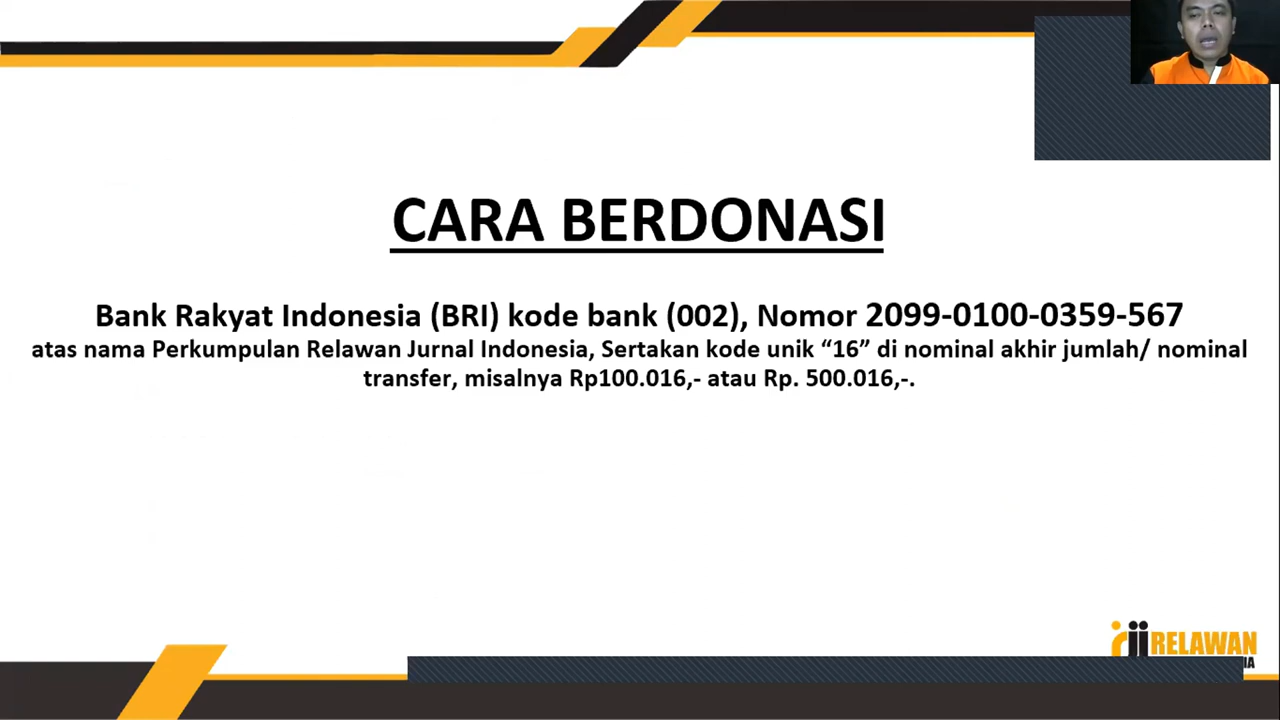 CARA BERDONASI
Bank Rakyat Indonesia (BRI) kode bank (002), Nomor 2099-0100-0359-567
atas nama Perkumpulan Relawan Jurnal Indonesia, Sertakan kode unik “16” di nominal akhir jumlah/ nominal
transfer, misalnya Rp100.016,- atau Rp. 500.016,-.
RELAWAN